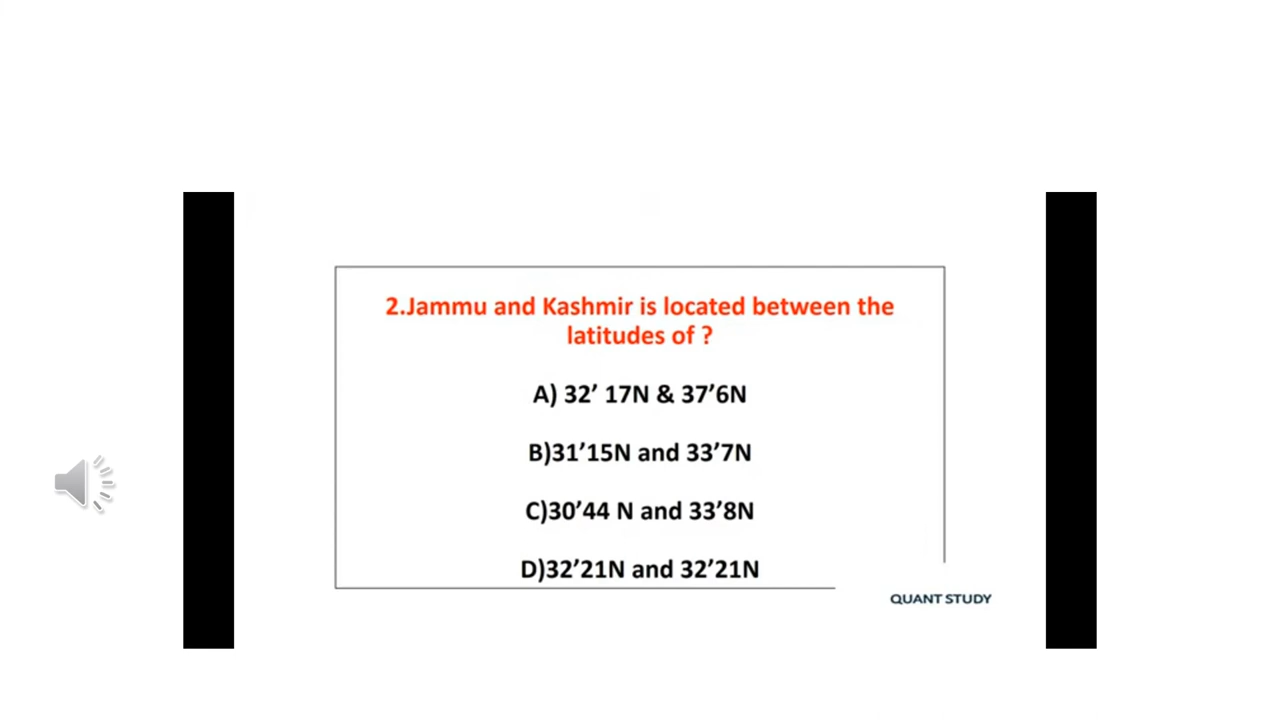 2.Jammu and Kashmir is located between the
latitudes of ?
A) 32’ 17N & 37’6N
B)31’15N and 33’7N
C)30’44 N and 33’8N
D)32’21N and 32’21N
QUANT STUDY